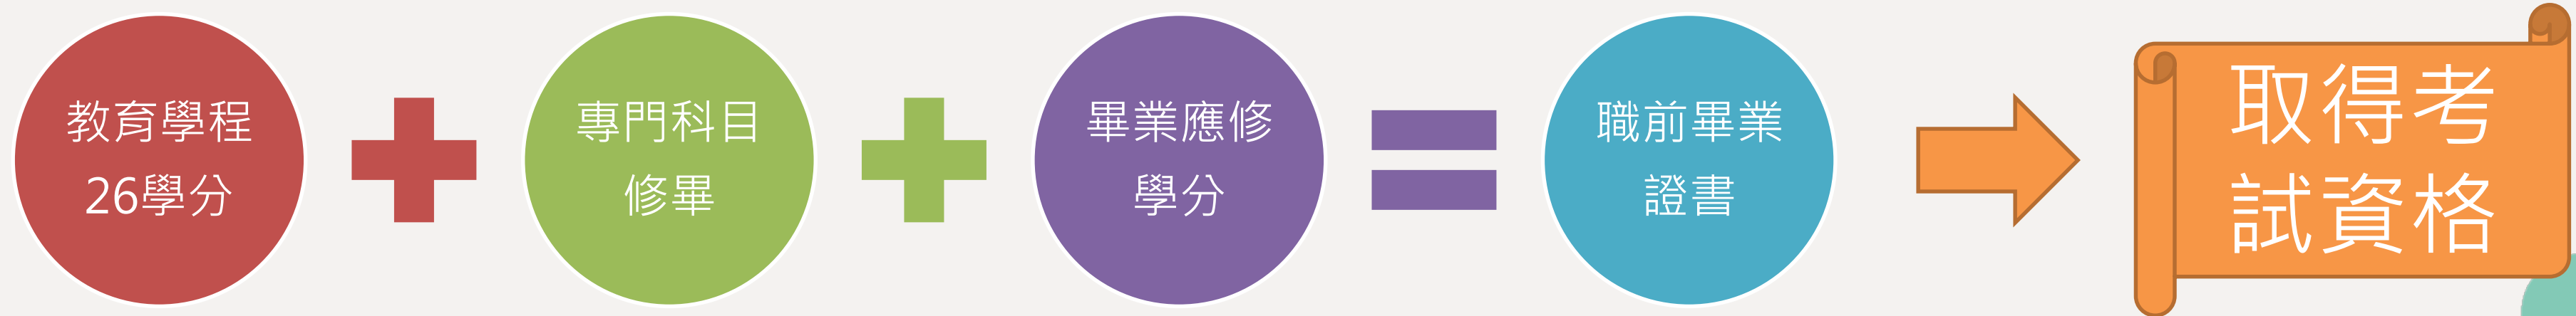 教育學程
26學分
專門科目
修畢
畢業應修
學分
職前畢業
證書
取得考
試資格